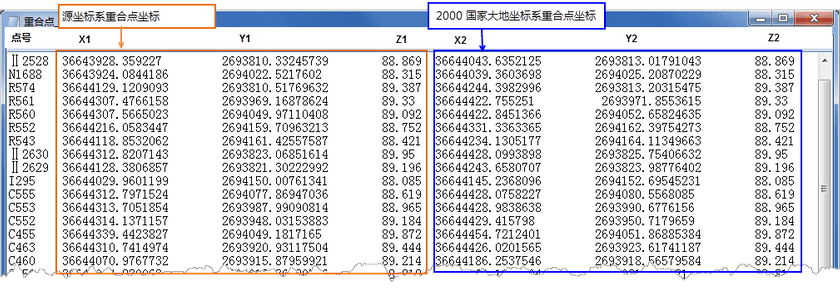 源坐标系重合点坐标
2000 国家大地坐标系重合点坐标
重合点
点号 X1 Y1 Z1 X2 Y2 Z2
Ⅱ2528 36643928.359227 2693810.33245739 88.869 36644043.6352125 2693813.01791043 88.869
N1688 36643924.0844186 2694022.5217602 88.315 36644039.3603698 2694025.20870229 88.315
R574 36644129.1209093 2693810.51769632 89.387 36644244.3982996 2693813.20315475 89.387
R561 36644307.4766158 2693969.16878624 89.33 36644422.755251 2693971.8553615 89.33
R560 36644307.5665023 2694049.97110408 89.092 36644422.8451366 2694052.65824635 89.092
R552 36644216.0583447 2694159.70963213 88.752 36644331.3363365 2694162.39754273 88.752
R543 36644118.8532062 2694161.42557587 88.421 36644234.1305177 2694164.11349663 88.421
Ⅱ2630 36644312.8207143 2693823.06851614 89.95 36644428.0993898 2693825.75406632 89.95
Ⅱ2629 36644128.3806857 2693821.30222992 89.196 36644243.6580707 2693823.98776402 89.196
I295 36644029.9601199 2694150.00761341 88.085 36644145.2368096 2694152.69545231 88.085
C555 36644312.7971524 2694077.86947036 88.619 36644428.0758227 2694080.5568085 88.619
C553 36644313.7051854 2693987.99090814 88.965 36644428.9838638 2693990.6776156 88.965
C552 36644314.1371157 2693948.03153883 89.184 36644429.415798 2693950.7179659 89.184
C455 36644339.4423827 2694049.1817165 89.872 36644454.7212401 2694051.86885384 89.872
C463 36644310.7414974 2693920.93117504 89.444 36644426.0201565 2693923.61741187 89.444
C460 36644070.9767732 2693915.87959921 89.214 36644186.2537546 2693918.56579584 89.214